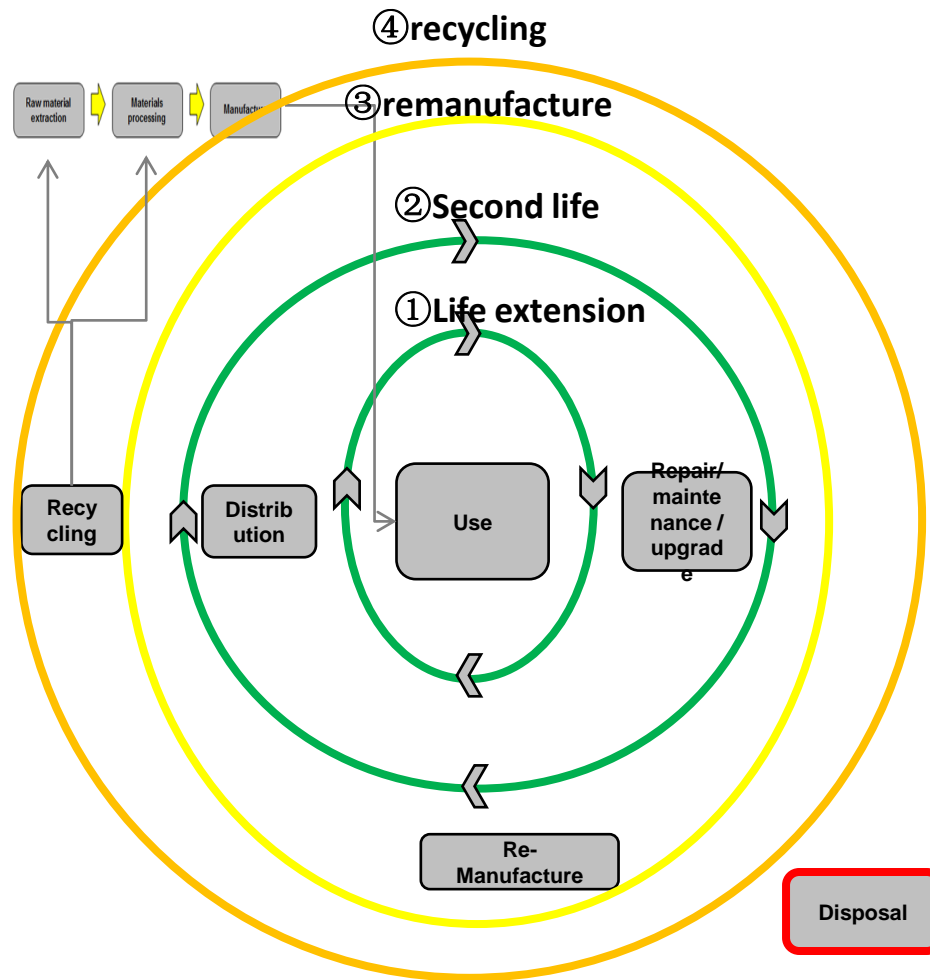 ④recycling
Raw material
extraction
Materials
processing
Manufactur
③remanufacture
②Second life
①Life extension
Recy
cling
Distrib
ution
Use
Repair/
mainte
nance /
upgrad
e
Re-
Manufacture
Disposal